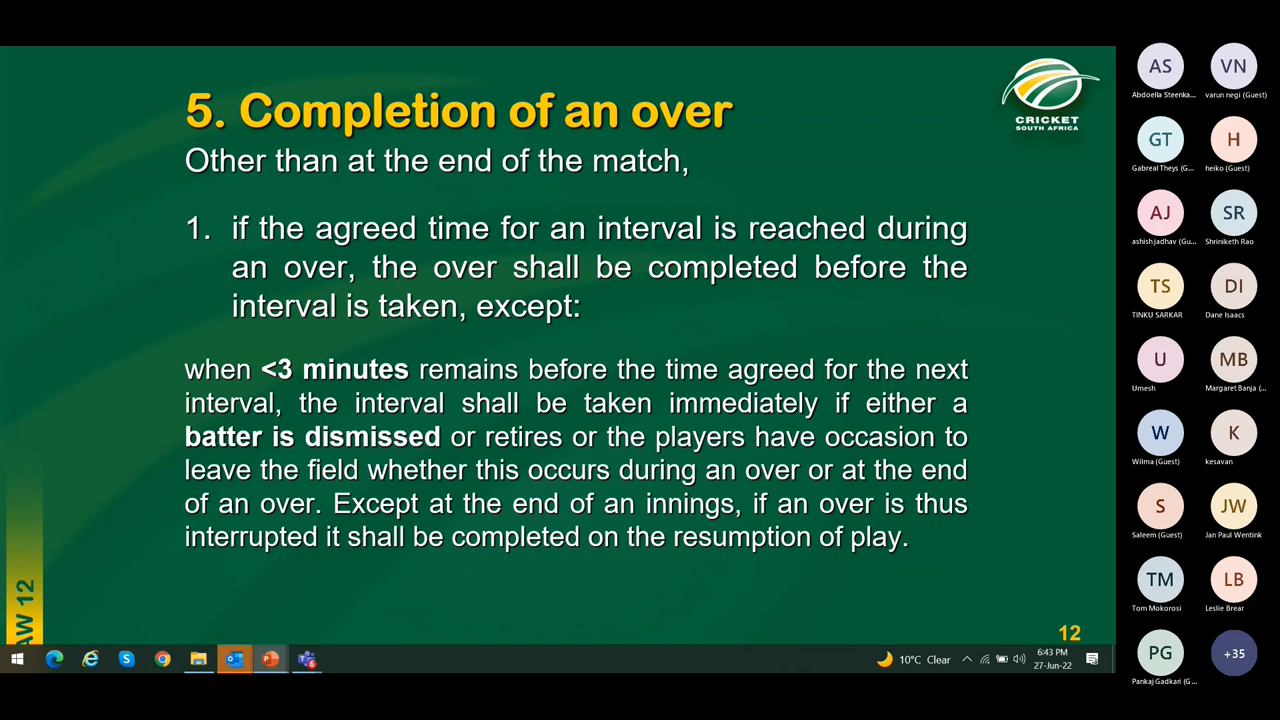 5. Completion of an over
Other than at the end of the match,
1. if the agreed time for an interval is reached during
an over, the over shall be completed before the
interval is taken, except:
when <3 minutes remains before the time agreed for the next
interval, the interval shall be taken immediately if either a
batter is dismissed or retires or the players have occasion to
leave the field whether this occurs during an over or at the end
of an over. Except at the end of an innings, if an over is thus
interrupted it shall be completed on the resumption of play.
CRICKET
SOUTH AFRICA
AW 12
12
10°C Clear
6:43 PM
27-Jun-22
6
AS
Abdoella Steenka...
VN
varun negi (Guest)
GT
Gabreal Theys (G...
H
heiko (Guest)
AJ
ashish.jadhav (Gu...
SR
Shriniketh Rao
TS
TINKU SARKAR
DI
Dane Isaacs
U
Umesh
MB
Margaret Banja (...
W
Wilma (Guest)
K
kesavan
S
Saleem (Guest)
JW
Jan Paul Wentink
TM
Tom Mokorosi
LB
Leslie Brear
PG
Pankaj Gadkari (G...
+35